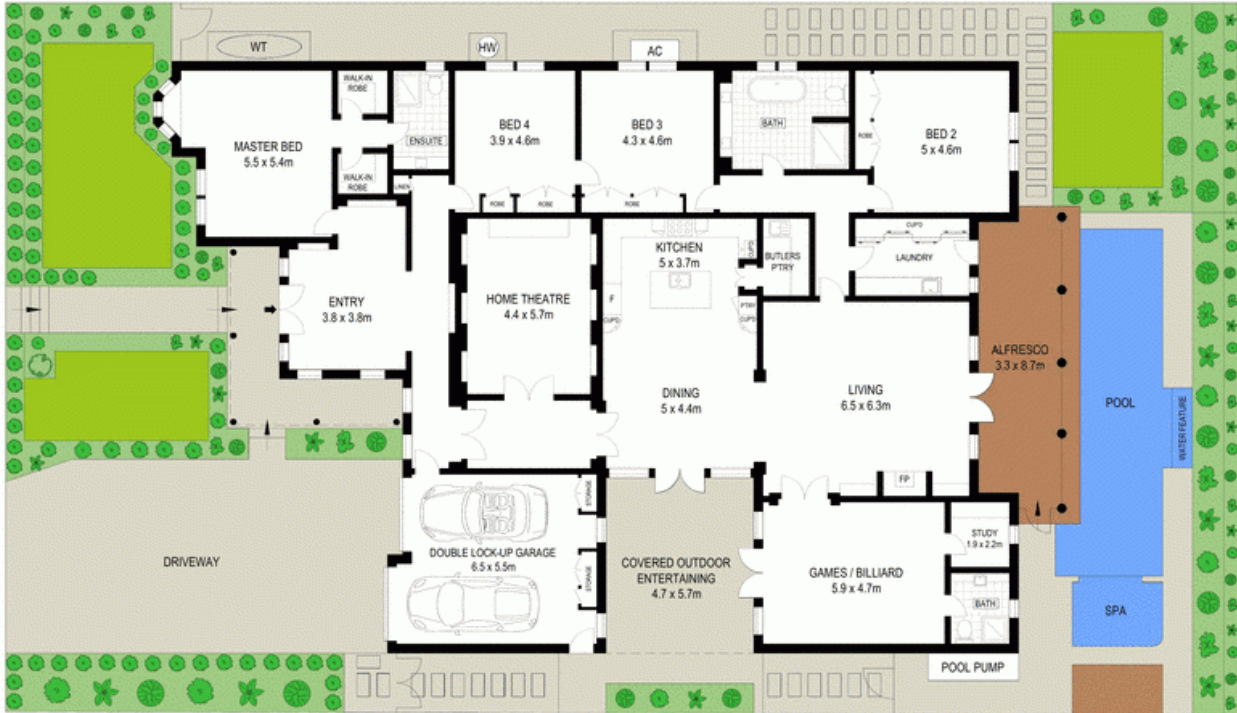 WT
HW
AC
WALK-IN
ROBE
MASTER BED
5.5 x 5.4m
WALK-IN
ROBE
ENSUITE
LINEN
BED 4
3.9 x 4.6m
ROBE
ROBE
BED 3
4.3 x 4.6m
ROBE
BATH
ROBE
BED 2
5 x 4.6m
ENTRY
3.8 x 3.8m
HOME THEATRE
4.4 x 5.7m
KITCHEN
5 x 3.7m
CUP'D
F
CUP'D
BUTLERS
P'TRY
PTRY
CUP'D
CUP'D
LAUNDRY
DINING
5 x 4.4m
LIVING
6.5 x 6.3m
FP
ALFRESCO
3.3 x 8.7m
POOL
WATER FEATURE
DRIVEWAY
STORAGE
DOUBLE LOCK-UP GARAGE
6.5 x 5.5m
STORAGE
COVERED OUTDOOR
ENTERTAINING
4.7 x 5.7m
GAMES / BILLIARD
5.9 x 4.7m
STUDY
1.9 x 2.2m
BATH
SPA
POOL PUMP